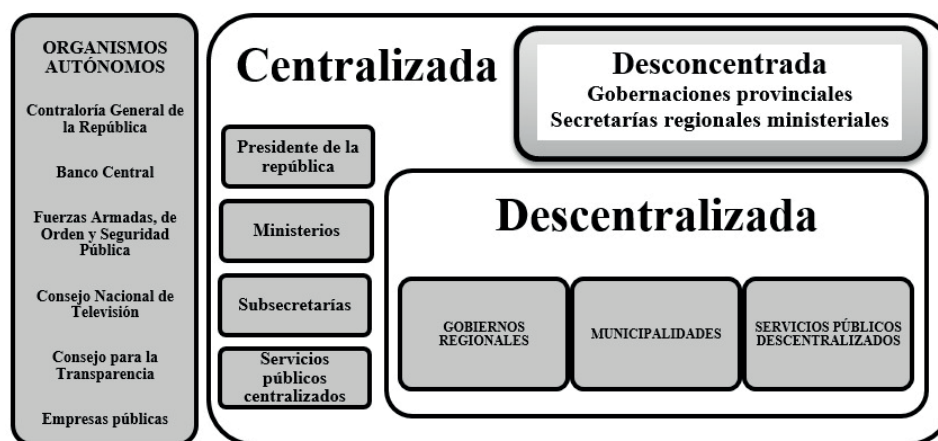 ORGANISMOS
AUTÓNOMOS
Contraloría General de
la República
Banco Central
Fuerzas Armadas, de
Orden y Seguridad
Pública
Consejo Nacional de
Televisión
Consejo para la
Transparencia
Empresas públicas
Centralizada
Presidente de la
república
Ministerios
Subsecretarías
Servicios
públicos
centralizados
Desconcentrada
Gobernaciones provinciales
Secretarías regionales ministeriales
Descentralizada
GOBIERNOS
REGIONALES
MUNICIPALIDADES
SERVICIOS PÚBLICOS
DESCENTRALIZADOS